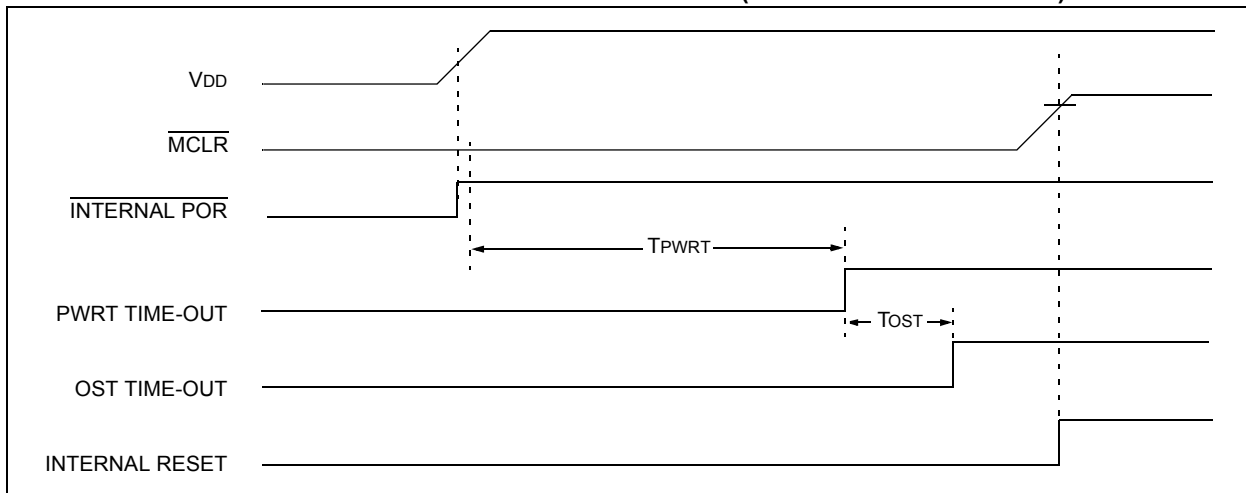 VDD
MCLR
INTERNAL POR
TPWRT
PWRT TIME-OUT
TOST
OST TIME-OUT
INTERNAL RESET